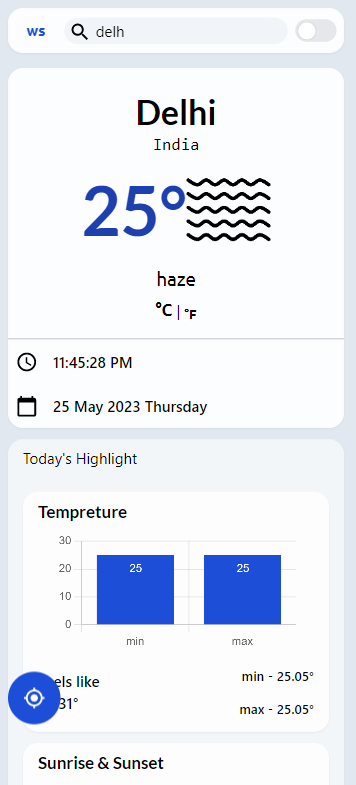 ws
delh
Delhi
India
25°
haze
°C | °F
11:45:28 PM
25 May 2023 Thursday
Today's Highlight
Tempreture
30
20
10
0
25
25
min
max
els like
31°
min - 25.05°
max - 25.05°
Sunrise & Sunset